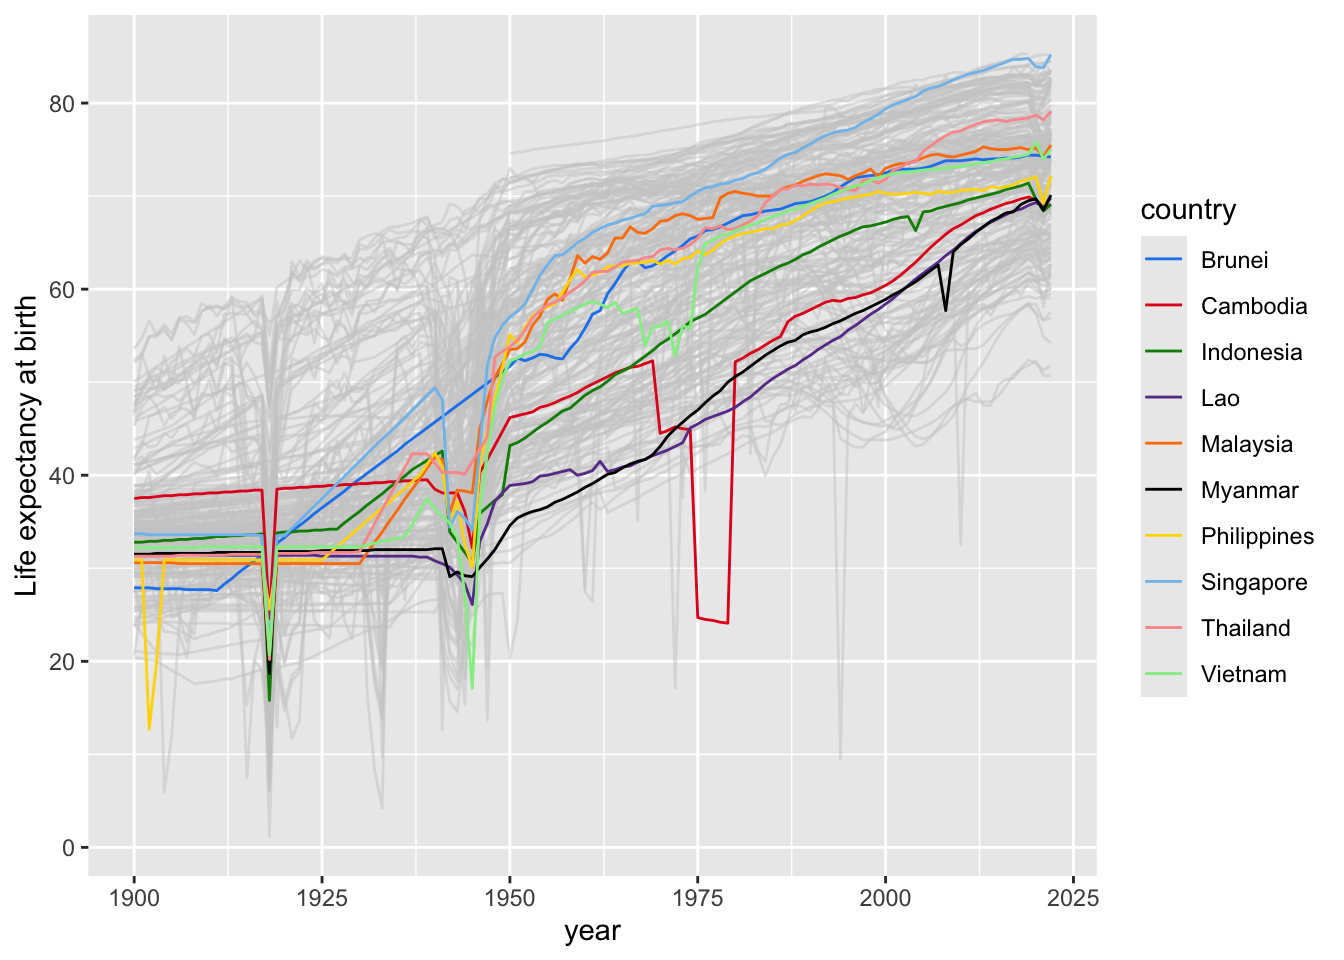 Life expectancy at birth
80
60
40
20
0
1900
1925
1950
1975
2000
2025
year
country
Brunei
Cambodia
Indonesia
Lao
Malaysia
Myanmar
Philippines
Singapore
Thailand
Vietnam